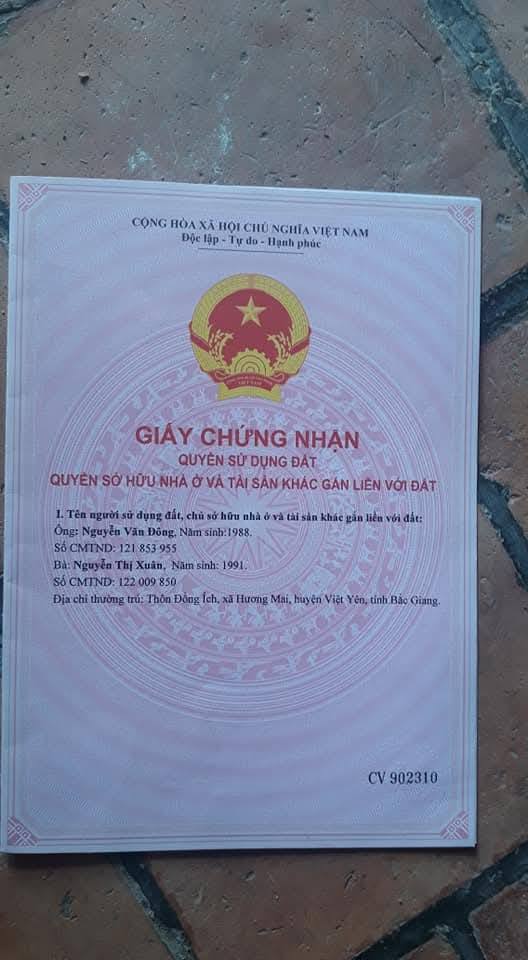 CỘNG HÒA XÃ HỘI CHỦ NGHĨA VIỆT NAM
Độc lập - Tự do - Hạnh phúc
GIẤY CHỨNG NHẬN
QUYỀN SỬ DỤNG ĐẤT
QUYỀN SỞ HỮU NHÀ Ở VÀ TÀI SẢN KHÁC GẮN LIỀN VỚI ĐẤT
I. Tên người sử dụng đất, chủ sở hữu nhà ở và tài sản khác gắn liền với đất:
Ông: Nguyễn Văn Đông, Năm sinh:1988.
Số CMTND: 121 853 955
Bà: Nguyễn Thị Xuân, Năm sinh: 1991.
Số CMTND: 122 009 850
Địa chỉ thường trú: Thôn Đông Ích, xã Hương Mai, huyện Việt Yên, tỉnh Bắc Giang.
CV 902310